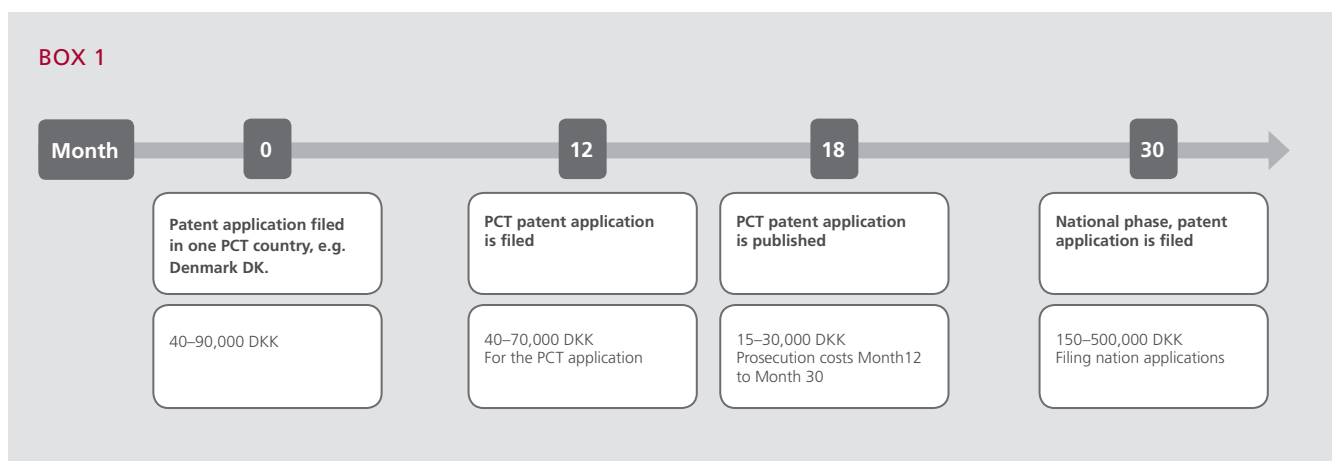 BOX 1
Month
0
12
18
30
Patent application filed
in one PCT country, e.g.
Denmark DK.
40–90,000 DKK
PCT patent application
is filed
40–70,000 DKK
For the PCT application
PCT patent application
is published
15–30,000 DKK
Prosecution costs Month12
to Month 30
National phase, patent
application is filed
150–500,000 DKK
Filing nation applications